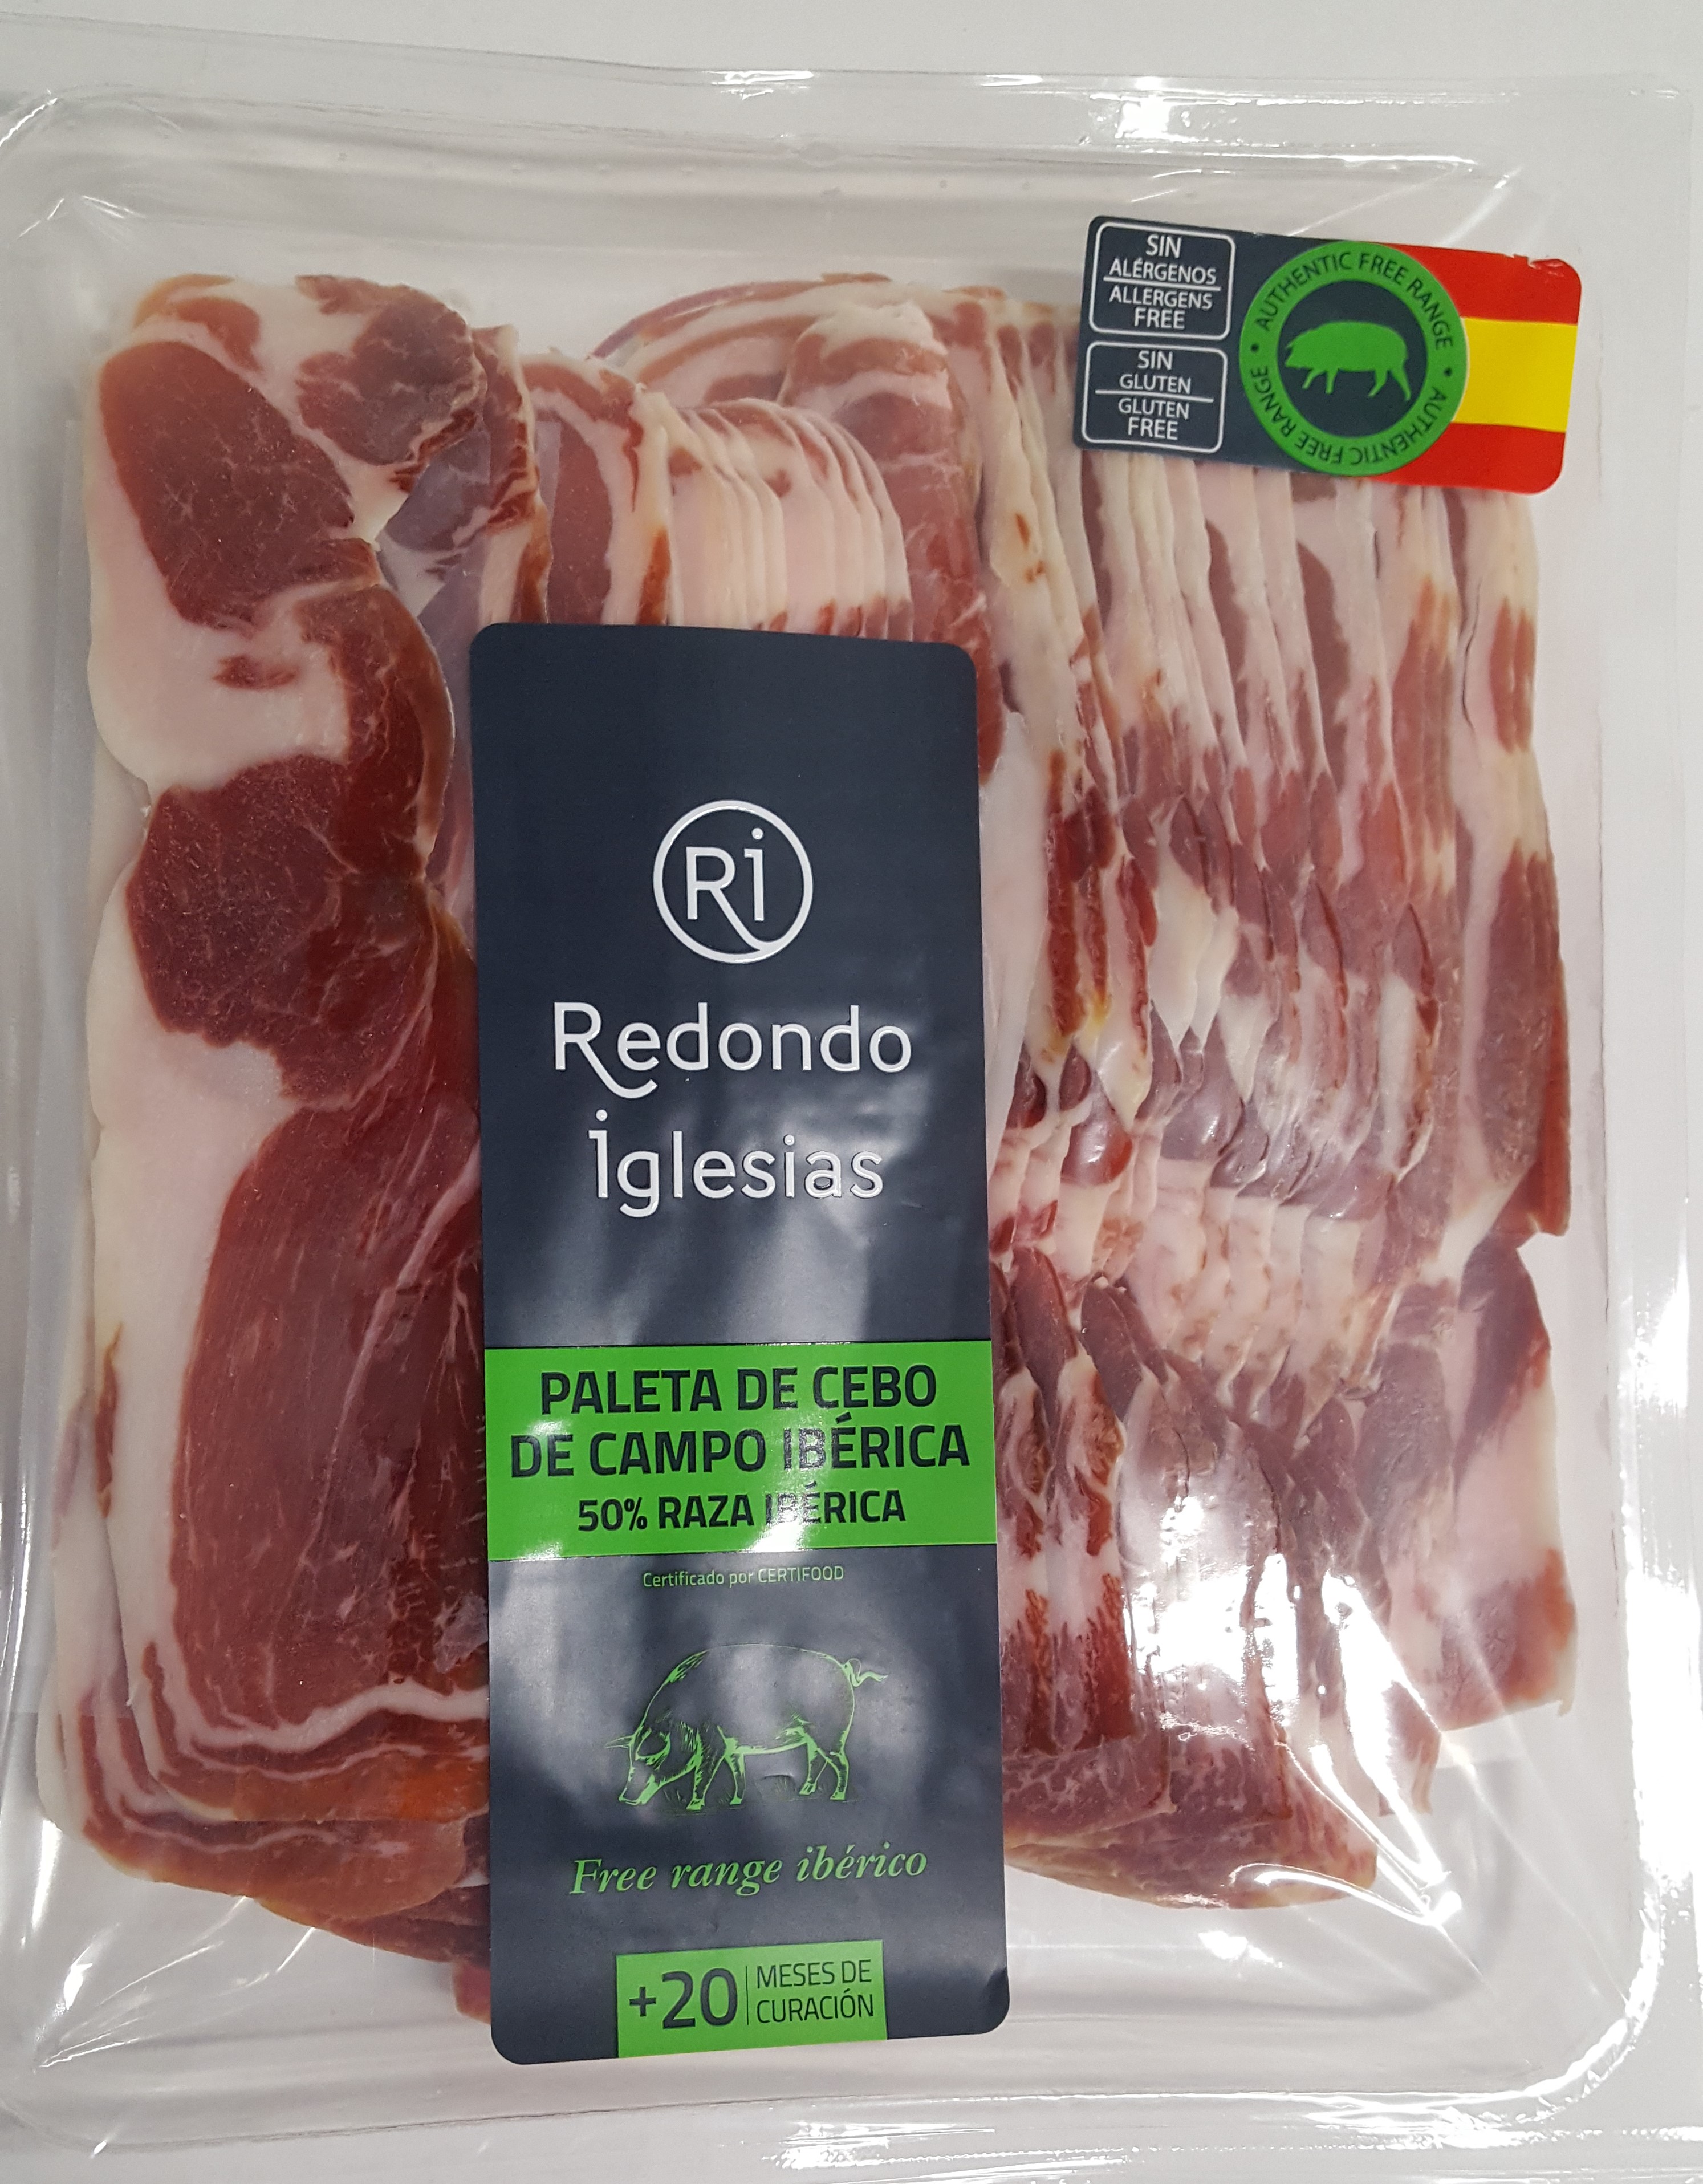 SIN
ALÉRGENOS
ALLERGENS
FREE
SIN
GLUTEN
GLUTEN
FREE
AUTHENTIC FREE RANGE • AUTHENTIC FREE RANGE •
Ri
Redondo
iglesias
PALETA DE CEBO
DE CAMPO IBÉRICA
50% RAZA IBÉRICA
Certificado por CERTIFOOD
Free range ibérico
+20 MESES DE
CURACIÓN